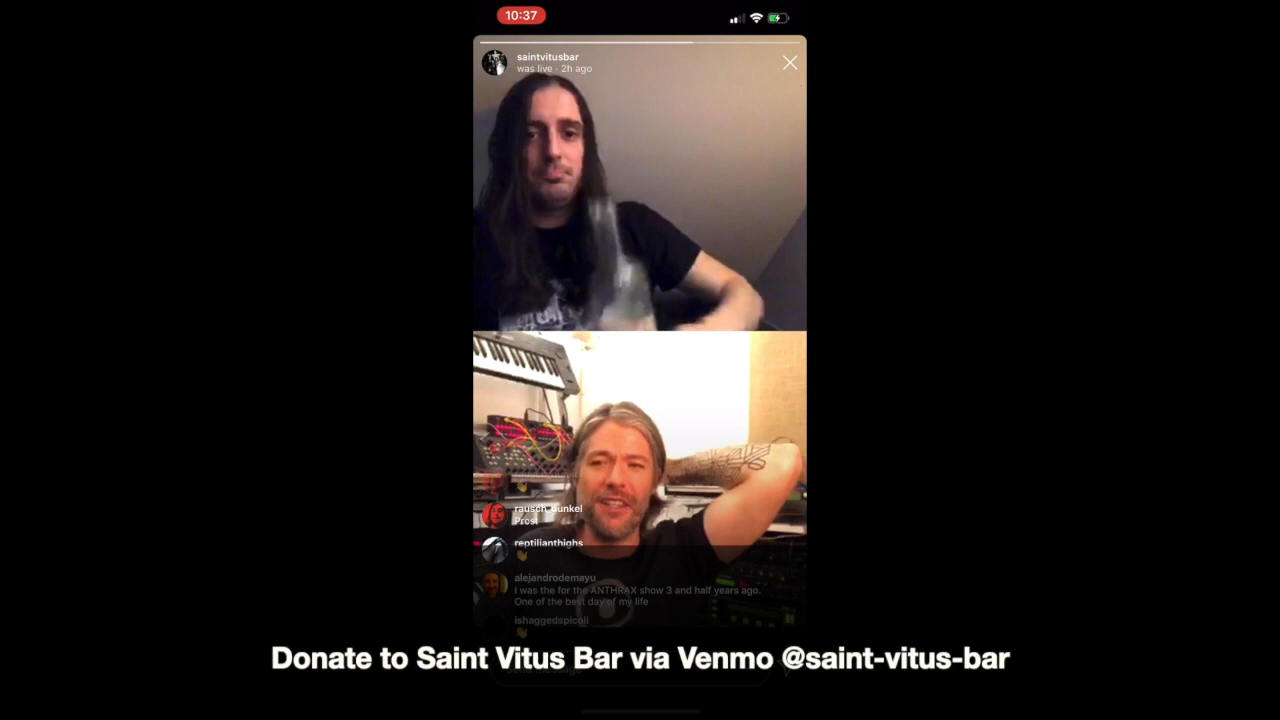 10:37
saintvitusbar
was live · 2h ago
rausch_dunkel
Prost
reptilianthighs
alejandrodemayu
I was the for the ANTHRAX show 3 and half years ago.
One of the best day of my life
ishaggedspicoli
Donate to Saint Vitus Bar via Venmo @saint-vitus-bar